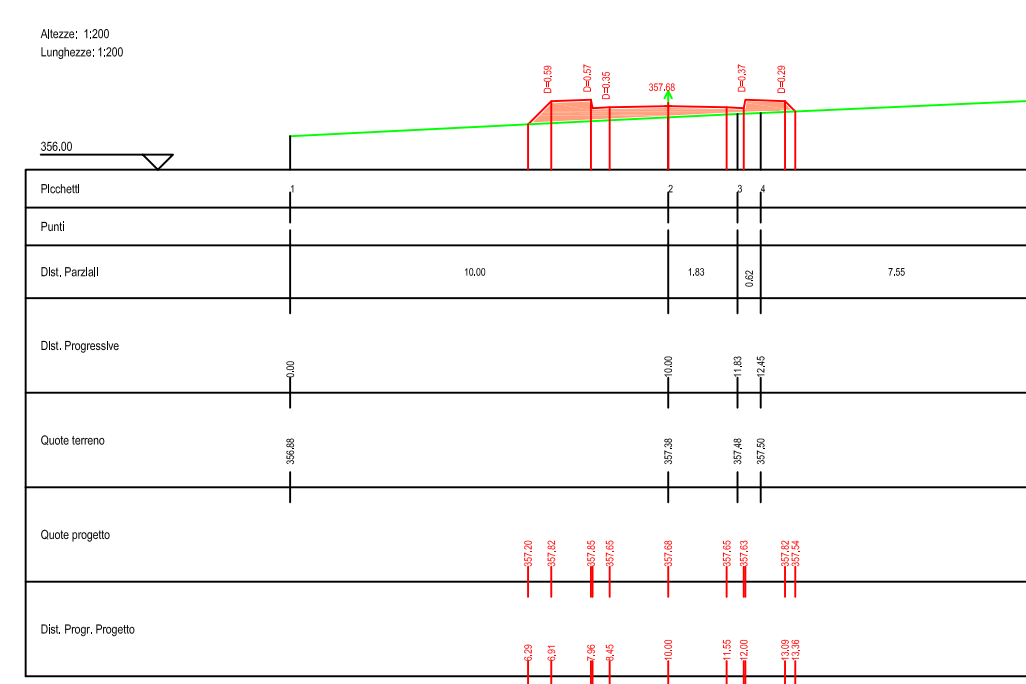 Altezze: 1:200
Lunghezze: 1:200
D=0.59
D=0.57
D=0.35
357.68
D=0.37
D=0.29
356.00
Picchetti
1
2
3
4
Punti
Dist. Parziali
10.00
1.83
0.62
7.55
Dist. Progressive
0.00
10.00
11.83
12.45
Quote terreno
356.88
357.38
357.48
357.50
Quote progetto
357.20
357.82
357.85
357.65
357.68
357.65
357.63
357.82
357.54
Dist. Progr. Progetto
6.29
6.91
7.96
8.45
10.00
11.55
12.00
13.09
13.36